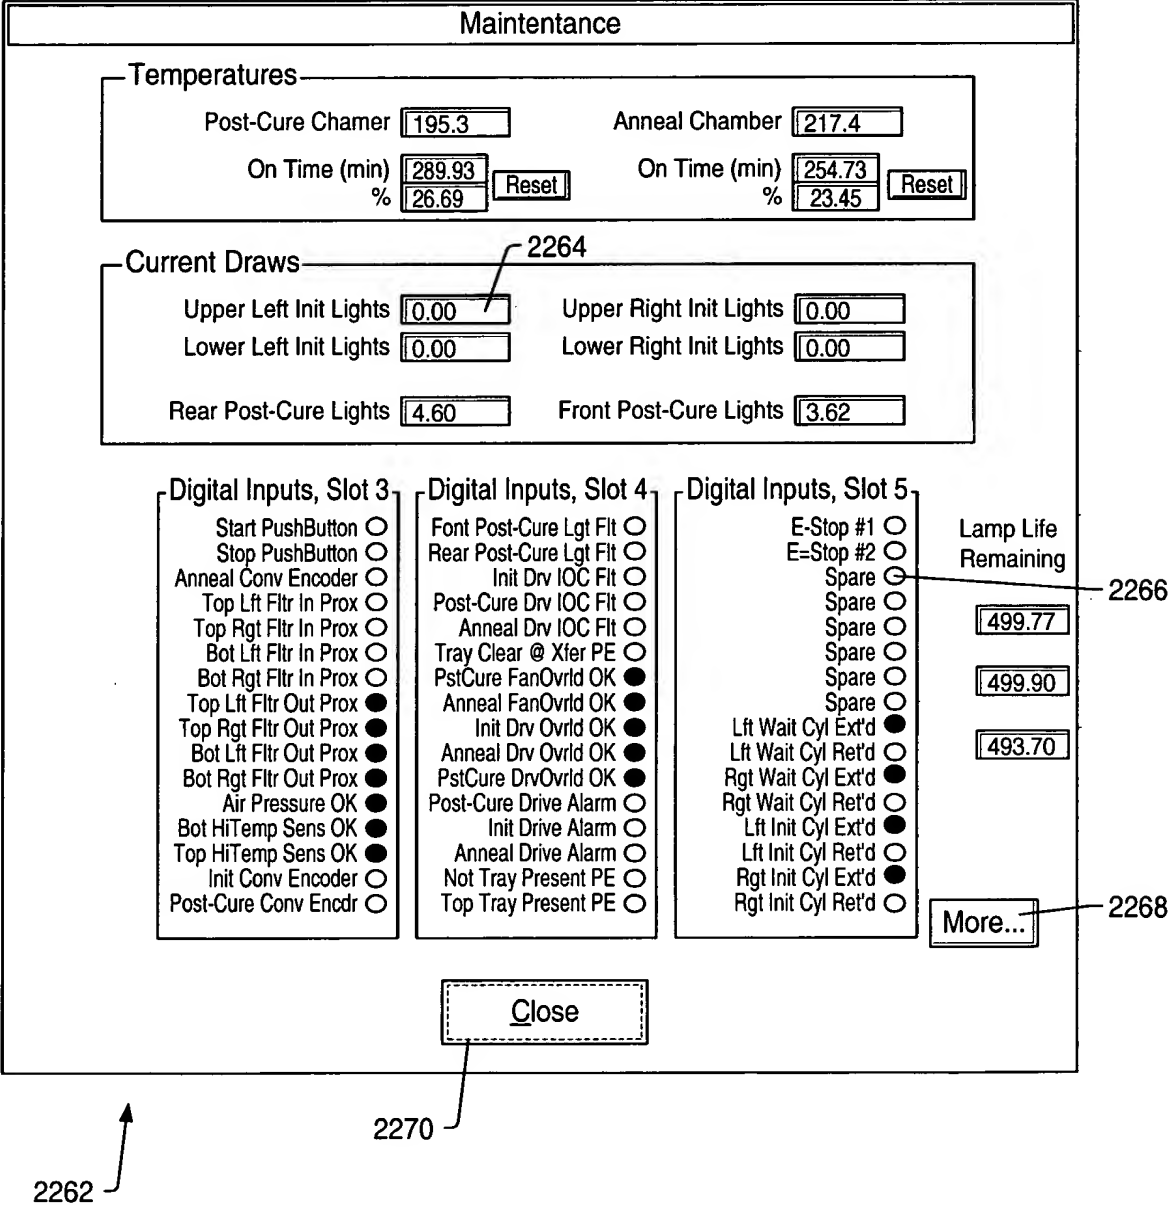 Maintentance
Temperatures
Post-Cure Chamer 195.3 Anneal Chamber 217.4
On Time (min) 289.93 Reset On Time (min) 254.73 Reset
% 26.69 % 23.45
2264
Current Draws
Upper Left Init Lights 0.00 Upper Right Init Lights 0.00
Lower Left Init Lights 0.00 Lower Right Init Lights 0.00
Rear Post-Cure Lights 4.60 Front Post-Cure Lights 3.62
Digital Inputs, Slot 3
Start PushButton
Stop PushButton
Anneal Conv Encoder
Top Lft Fltr In Prox
Top Rgt Fltr In Prox
Bot Lft Fltr In Prox
Bot Rgt Fltr In Prox
Top Lft Fltr Out Prox
Top Rgt Fltr Out Prox
Bot Lft Fltr Out Prox
Bot Rgt Fltr Out Prox
Air Pressure OK
Bot HiTemp Sens OK
Top HiTemp Sens OK
Init Conv Encoder
Post-Cure Conv Encdr
Digital Inputs, Slot 4
Font Post-Cure Lgt Flt
Rear Post-Cure Lgt Flt
Init Drv IOC Flt
Post-Cure Drv IOC Flt
Anneal Drv IOC Flt
Tray Clear @ Xfer PE
PstCure FanOvrld OK
Anneal FanOvrld OK
Init Drv Ovrld OK
Anneal Drv Ovrld OK
PstCure DrvOvrld OK
Post-Cure Drive Alarm
Init Drive Alarm
Anneal Drive Alarm
Not Tray Present PE
Top Tray Present PE
Digital Inputs, Slot 5
E-Stop #1
E=Stop #2
Spare
Spare
Spare
Spare
Spare
Spare
Lft Wait Cyl Ext'd
Lft Wait Cyl Ret'd
Rgt Wait Cyl Ext'd
Rgt Wait Cyl Ret'd
Lft Init Cyl Ext'd
Lft Init Cyl Ret'd
Rgt Init Cyl Ext'd
Rgt Init Cyl Ret'd
Lamp Life
Remaining
2266
499.77
499.90
493.70
2268
More...
Close
2270
2262